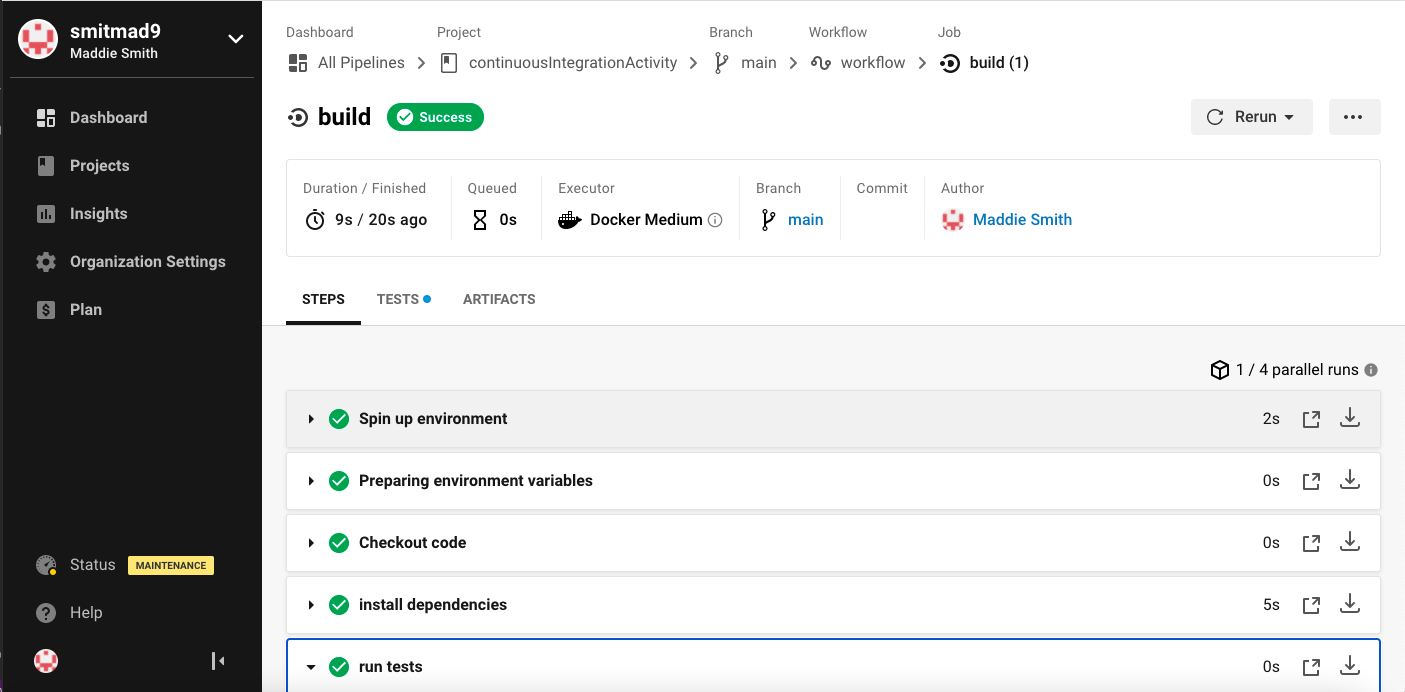 smitmad9
Maddie Smith
Dashboard
Projects
Insights
Organization Settings
Plan
Status MAINTENANCE
Help
Dashboard Project Branch Workflow Job
All Pipelines continuousIntegrationActivity main workflow build (1)
build Success Rerun
Duration / Finished Queued Executor Branch Commit Author
9s / 20s ago 0s Docker Medium main Maddie Smith
STEPS TESTS ARTIFACTS
1 / 4 parallel runs
Spin up environment 2s
Preparing environment variables 0s
Checkout code 0s
install dependencies 5s
run tests 0s